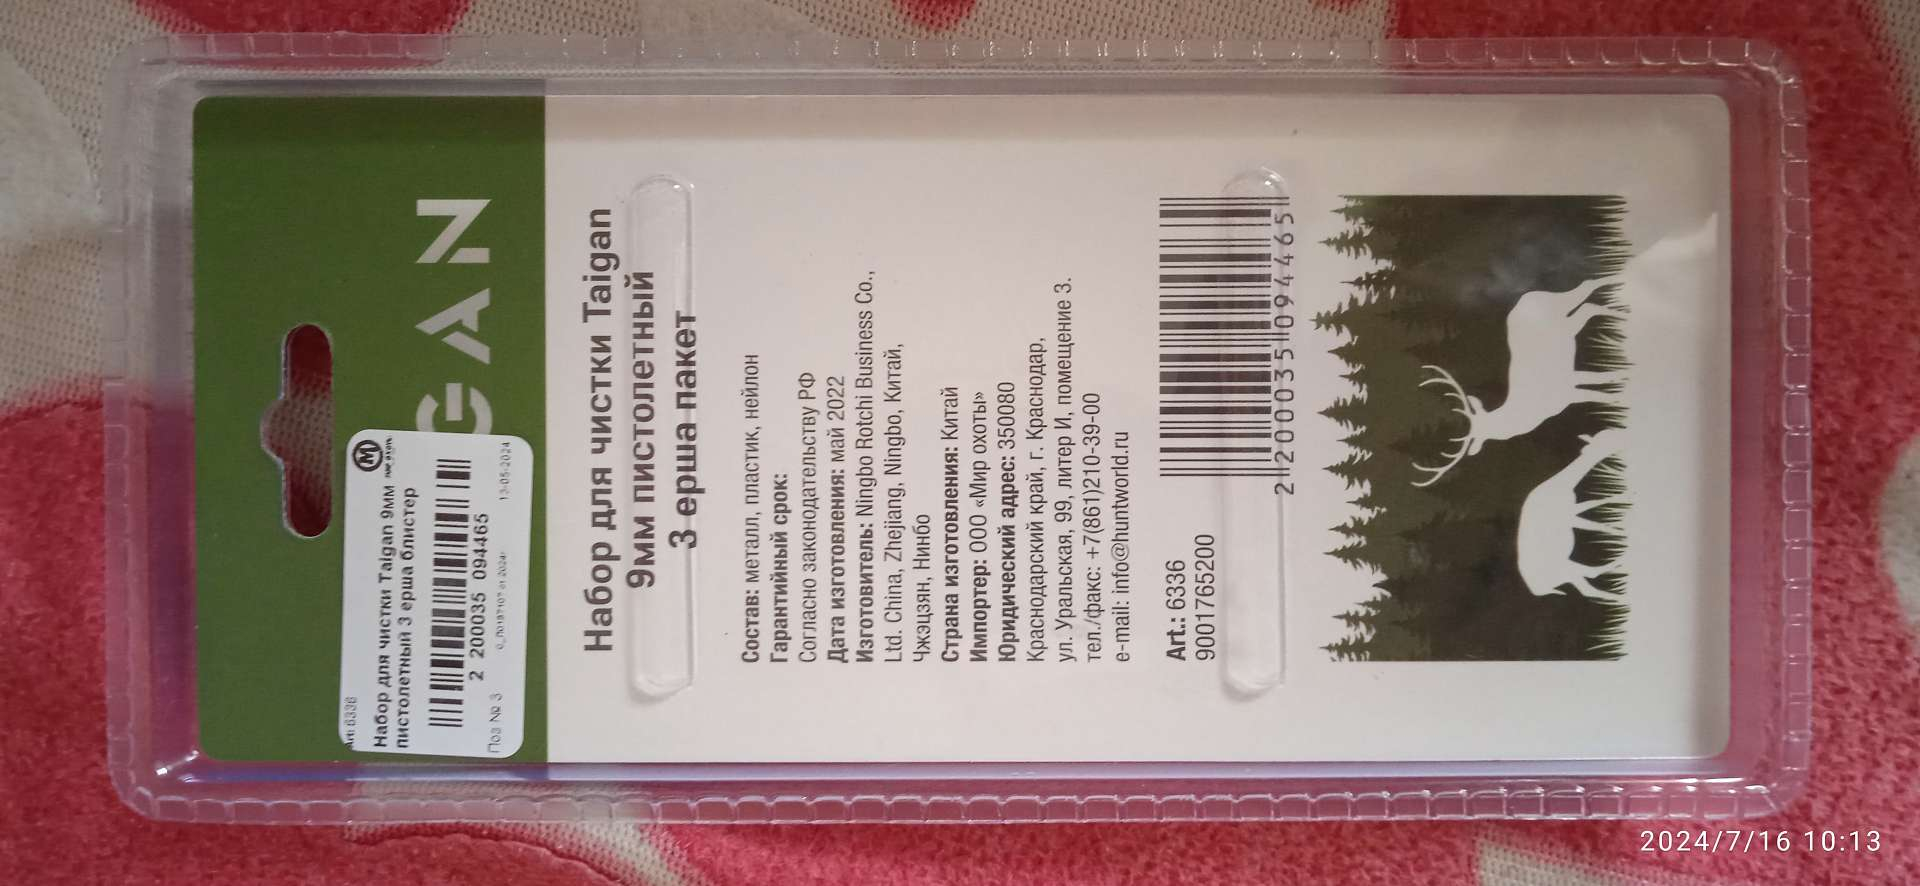 GAN
Art: 6336
Набор для чистки Taigan 9мм
пистолетный 3 ерша блистер
2 200035 094465
13-05-2024
Поз № 3
Набор для чистки Taigan
9мм пистолетный
3 ерша пакет
Состав: металл, пластик, нейлон
Гарантийный срок:
Согласно законодательству РФ
Дата изготовления: май 2022
Изготовитель: Ningbo Rotchi Business Co.,
Ltd. China, Zhejiang, Ningbo, Китай,
Чжэцзян, Нинбо
Страна изготовления: Китай
Импортер: ООО «Мир охоты»
Юридический адрес: 350080
Краснодарский край, г. Краснодар,
ул. Уральская, 99, литер И, помещение 3.
тел./факс: +7(861)210-39-00
e-mail: info@huntworld.ru
Art.: 6336
9001765200
2 200035 094465
2024/7/16 10:13